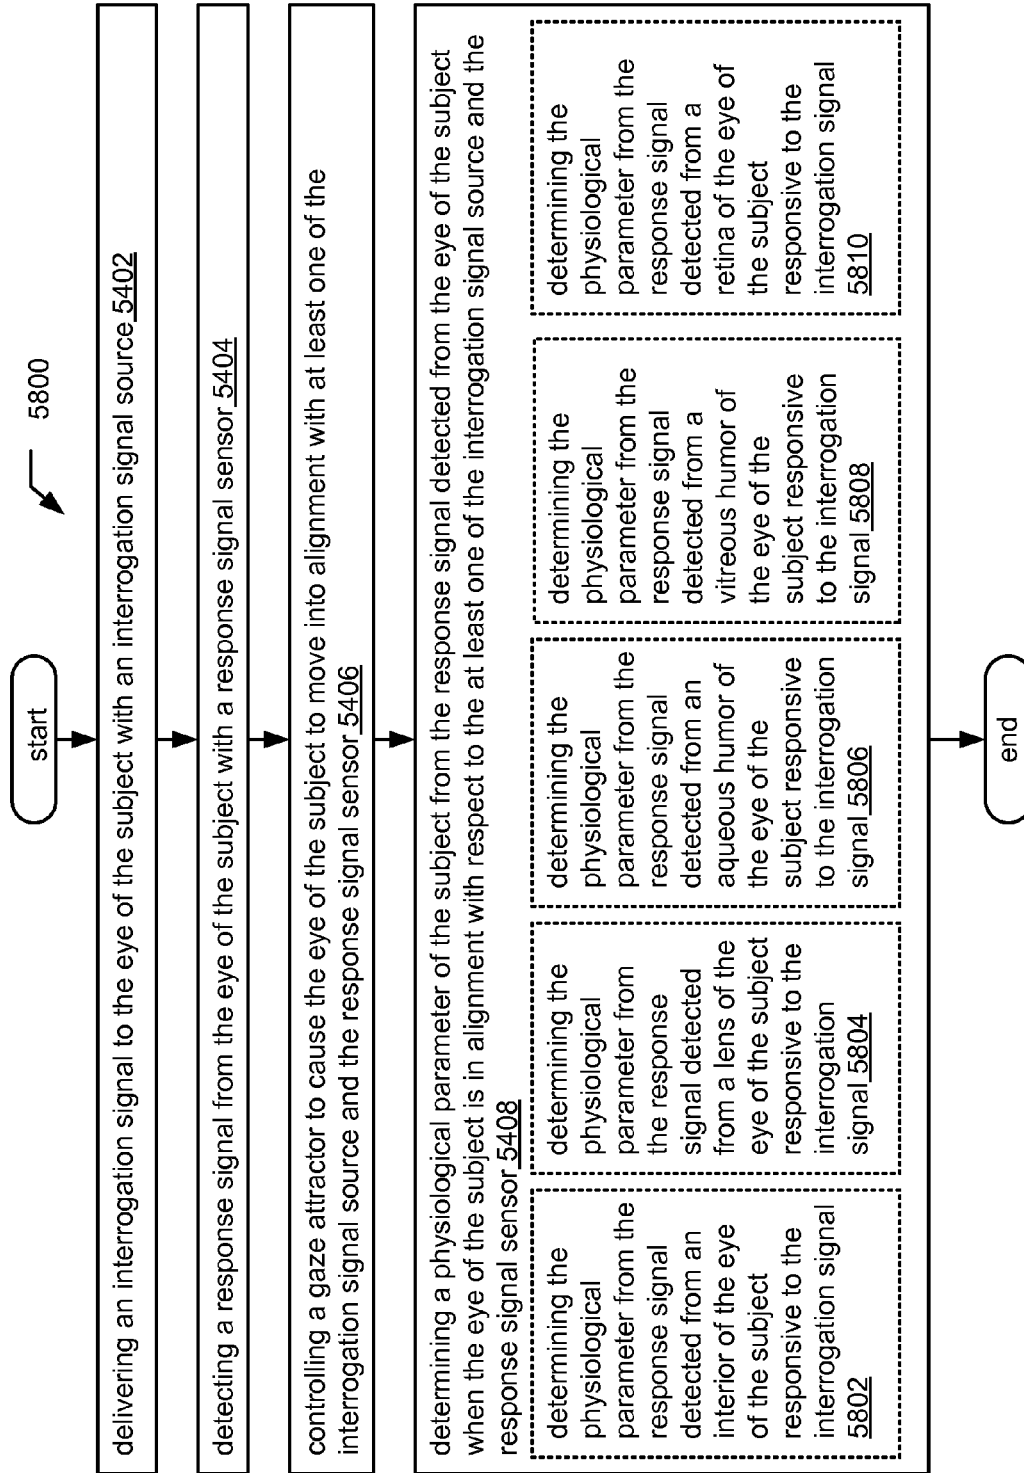 start
5800
delivering an interrogation signal to the eye of the subject with an interrogation signal source 5402
detecting a response signal from the eye of the subject with a response signal sensor 5404
controlling a gaze attractor to cause the eye of the subject to move into alignment with at least one of the
interrogation signal source and the response signal sensor 5406
determining a physiological parameter of the subject from the response signal detected from the eye of the subject
when the eye of the subject is in alignment with respect to the at least one of the interrogation signal source and the
response signal sensor 5408
determining the
physiological
parameter from the
response signal
detected from an
interior of the eye
of the subject
responsive to the
interrogation signal
5802
determining the
physiological
parameter from
the response
signal detected
from a lens of the
eye of the subject
responsive to the
interrogation
signal 5804
determining the
physiological
parameter from the
response signal
detected from an
aqueous humor of
the eye of the
subject responsive
to the interrogation
signal 5806
determining the
physiological
parameter from the
response signal
detected from a
vitreous humor of
the eye of the
subject responsive
to the interrogation
signal 5808
determining the
physiological
parameter from the
response signal
detected from a
retina of the eye of
the subject
responsive to the
interrogation signal
5810
end